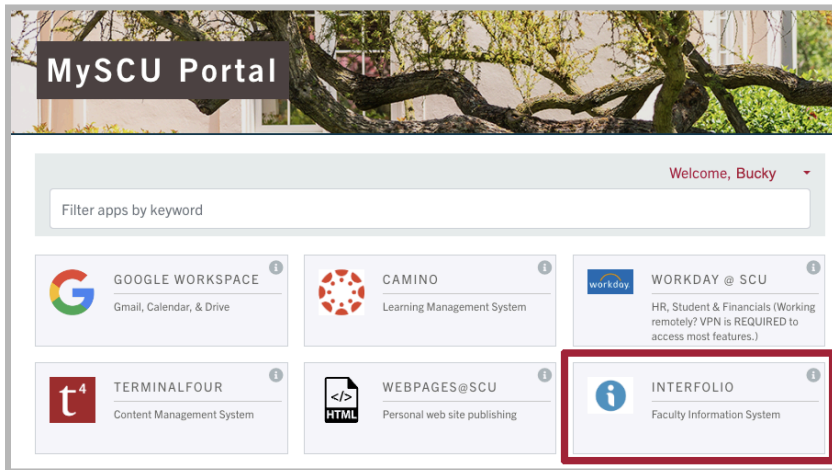 MySCU Portal
Welcome, Bucky
Filter apps by keyword
GOOGLE WORKSPACE
Gmail, Calendar, & Drive
CAMINO
Learning Management System
workday
WORKDAY @ SCU
HR, Student & Financials (Working
remotely? VPN is REQUIRED to
access most features.)
t4
TERMINALFOUR
Content Management System
</>
HTML
WEBPAGES@SCU
Personal web site publishing
INTERFOLIO
Faculty Information System